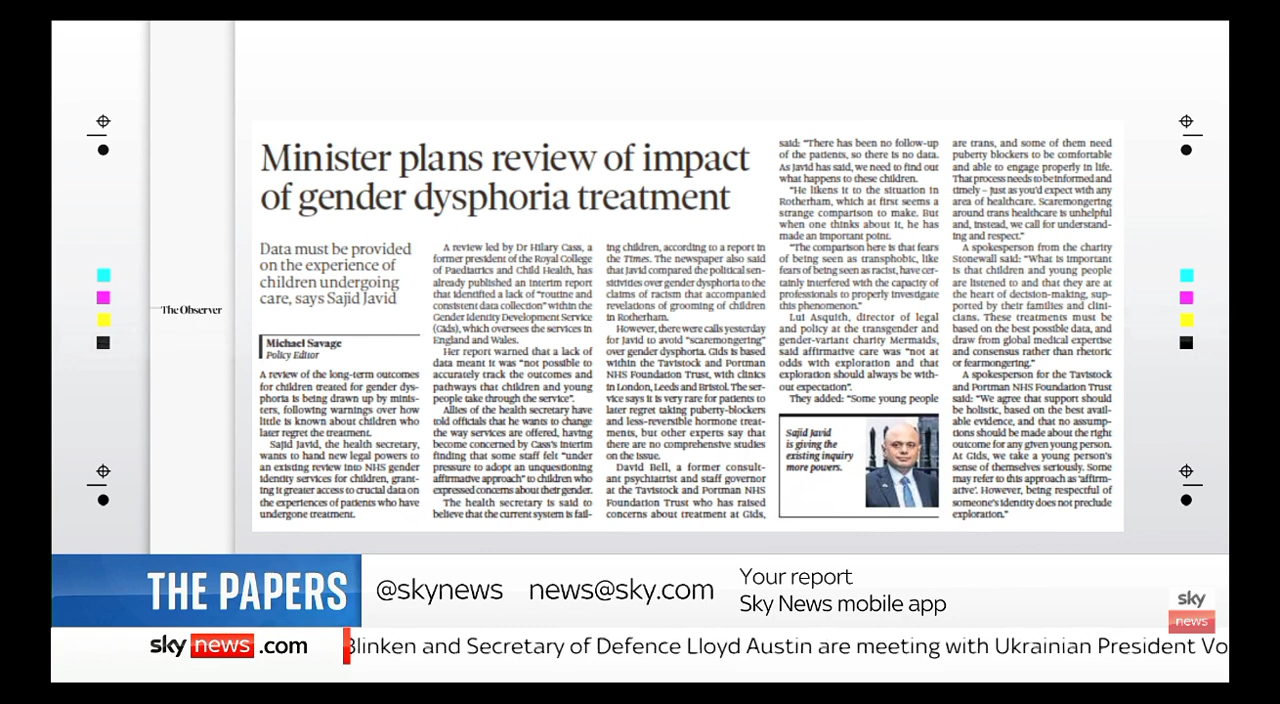 The Observer
Minister plans review of impact
of gender dysphoria treatment
Data must be provided
on the experience of
children undergoing
care, says Sajid Javid
Michael Savage
Policy Editor
A review of the long-term outcomes
for children treated for gender dys-
phoria is being drawn up by minis-
ters, following warnings over how
little is known about children who
later regret the treatment.
Sajid Javid, the health secretary,
wants to hand new legal powers to
an existing review into NHS gender
identity services for children, grant-
ing it greater access to crucial data on
the experiences of patients who have
undergone treatment.
A review led by Dr Hilary Cass, a
former president of the Royal College
of Paediatrics and Child Health, has
already published an interim report
that identified a lack of “routine and
consistent data collection” within the
Gender Identity Development Service
(Gids), which oversees the services in
England and Wales.
Her report warned that a lack of
data meant it was “not possible to
accurately track the outcomes and
pathways that children and young
people take through the service”.
Allies of the health secretary have
told officials that he wants to change
the way services are offered, having
become concerned by Cass’s interim
finding that some staff felt “under
pressure to adopt an unquestioning
affirmative approach” to children who
expressed concerns about their gender.
The health secretary is said to
believe that the current system is fail-
ing children, according to a report in
the Times. The newspaper also said
that Javid compared the political sen-
sitivities over gender dysphoria to the
claims of racism that accompanied
revelations of grooming of children
in Rotherham.
However, there were calls yesterday
for Javid to avoid “scaremongering”
over gender dysphoria. Gids is based
within the Tavistock and Portman
NHS Foundation Trust, with clinics
in London, Leeds and Bristol. The ser-
vice says it is very rare for patients to
later regret taking puberty-blockers
and less-reversible hormone treat-
ments, but other experts say that
there are no comprehensive studies
on the issue.
David Bell, a former consult-
ant psychiatrist and staff governor
at the Tavistock and Portman NHS
Foundation Trust who has raised
concerns about treatment at Gids,
said: “There has been no follow-up
of the patients, so there is no data.
As Javid has said, we need to find out
what happens to these children.
“He likens it to the situation in
Rotherham, which at first seems a
strange comparison to make. But
when one thinks about it, he has
made an important point.
“The comparison here is that fears
of being seen as transphobic, like
fears of being seen as racist, have cer-
tainly interfered with the capacity of
professionals to properly investigate
this phenomenon.”
Lui Asquith, director of legal
and policy at the transgender and
gender-variant charity Mermaids,
said affirmative care was “not at
odds with exploration and that
exploration should always be with-
out expectation”.
They added: “Some young people
Sajid Javid
is giving the
existing inquiry
more powers.
are trans, and some of them need
puberty blockers to be comfortable
and able to engage properly in life.
That process needs to be informed and
timely – just as you’d expect with any
area of healthcare. Scaremongering
around trans healthcare is unhelpful
and, instead, we call for understand-
ing and respect.”
A spokesperson from the charity
Stonewall said: “What is important
is that children and young people
are listened to and that they are at
the heart of decision-making, sup-
ported by their families and clini-
cians. These treatments must be
based on the best possible data, and
draw from global medical expertise
and consensus rather than rhetoric
or fearmongering.”
A spokesperson for the Tavistock
and Portman NHS Foundation Trust
said: “We agree that support should
be holistic, based on the best avail-
able evidence, and that no assump-
tions should be made about the right
outcome for any given young person.
At Gids, we take a young person’s
sense of themselves seriously. Some
may refer to this approach as ‘affirm-
ative’. However, being respectful of
someone’s identity does not preclude
exploration.”
THE PAPERS
@skynews news@sky.com
Your report
Sky News mobile app
sky
news
sky news .com
Blinken and Secretary of Defence Lloyd Austin are meeting with Ukrainian President Vo